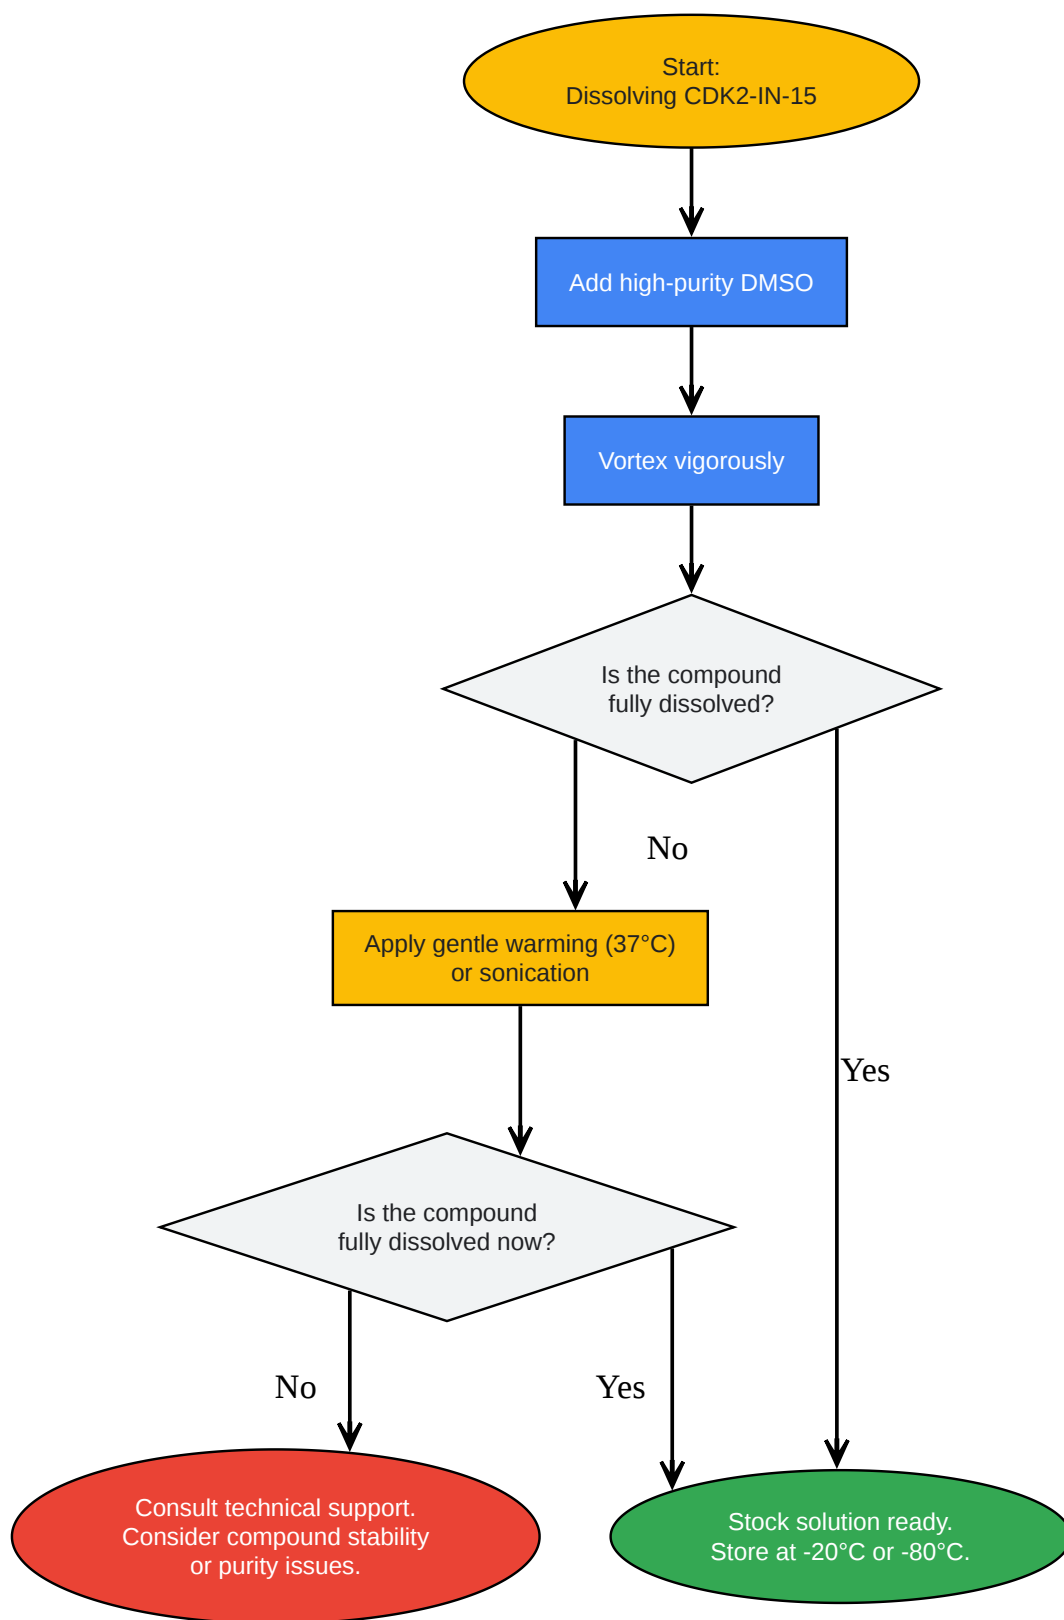 Start:
Dissolving CDK2-IN-15
Add high-purity DMSO
Vortex vigorously
Is the compound
fully dissolved?
No
Apply gentle warming (37°C)
or sonication
Yes
Is the compound
fully dissolved now?
No
Yes
Consult technical support.
Consider compound stability
or purity issues.
Stock solution ready.
Store at -20°C or -80°C.